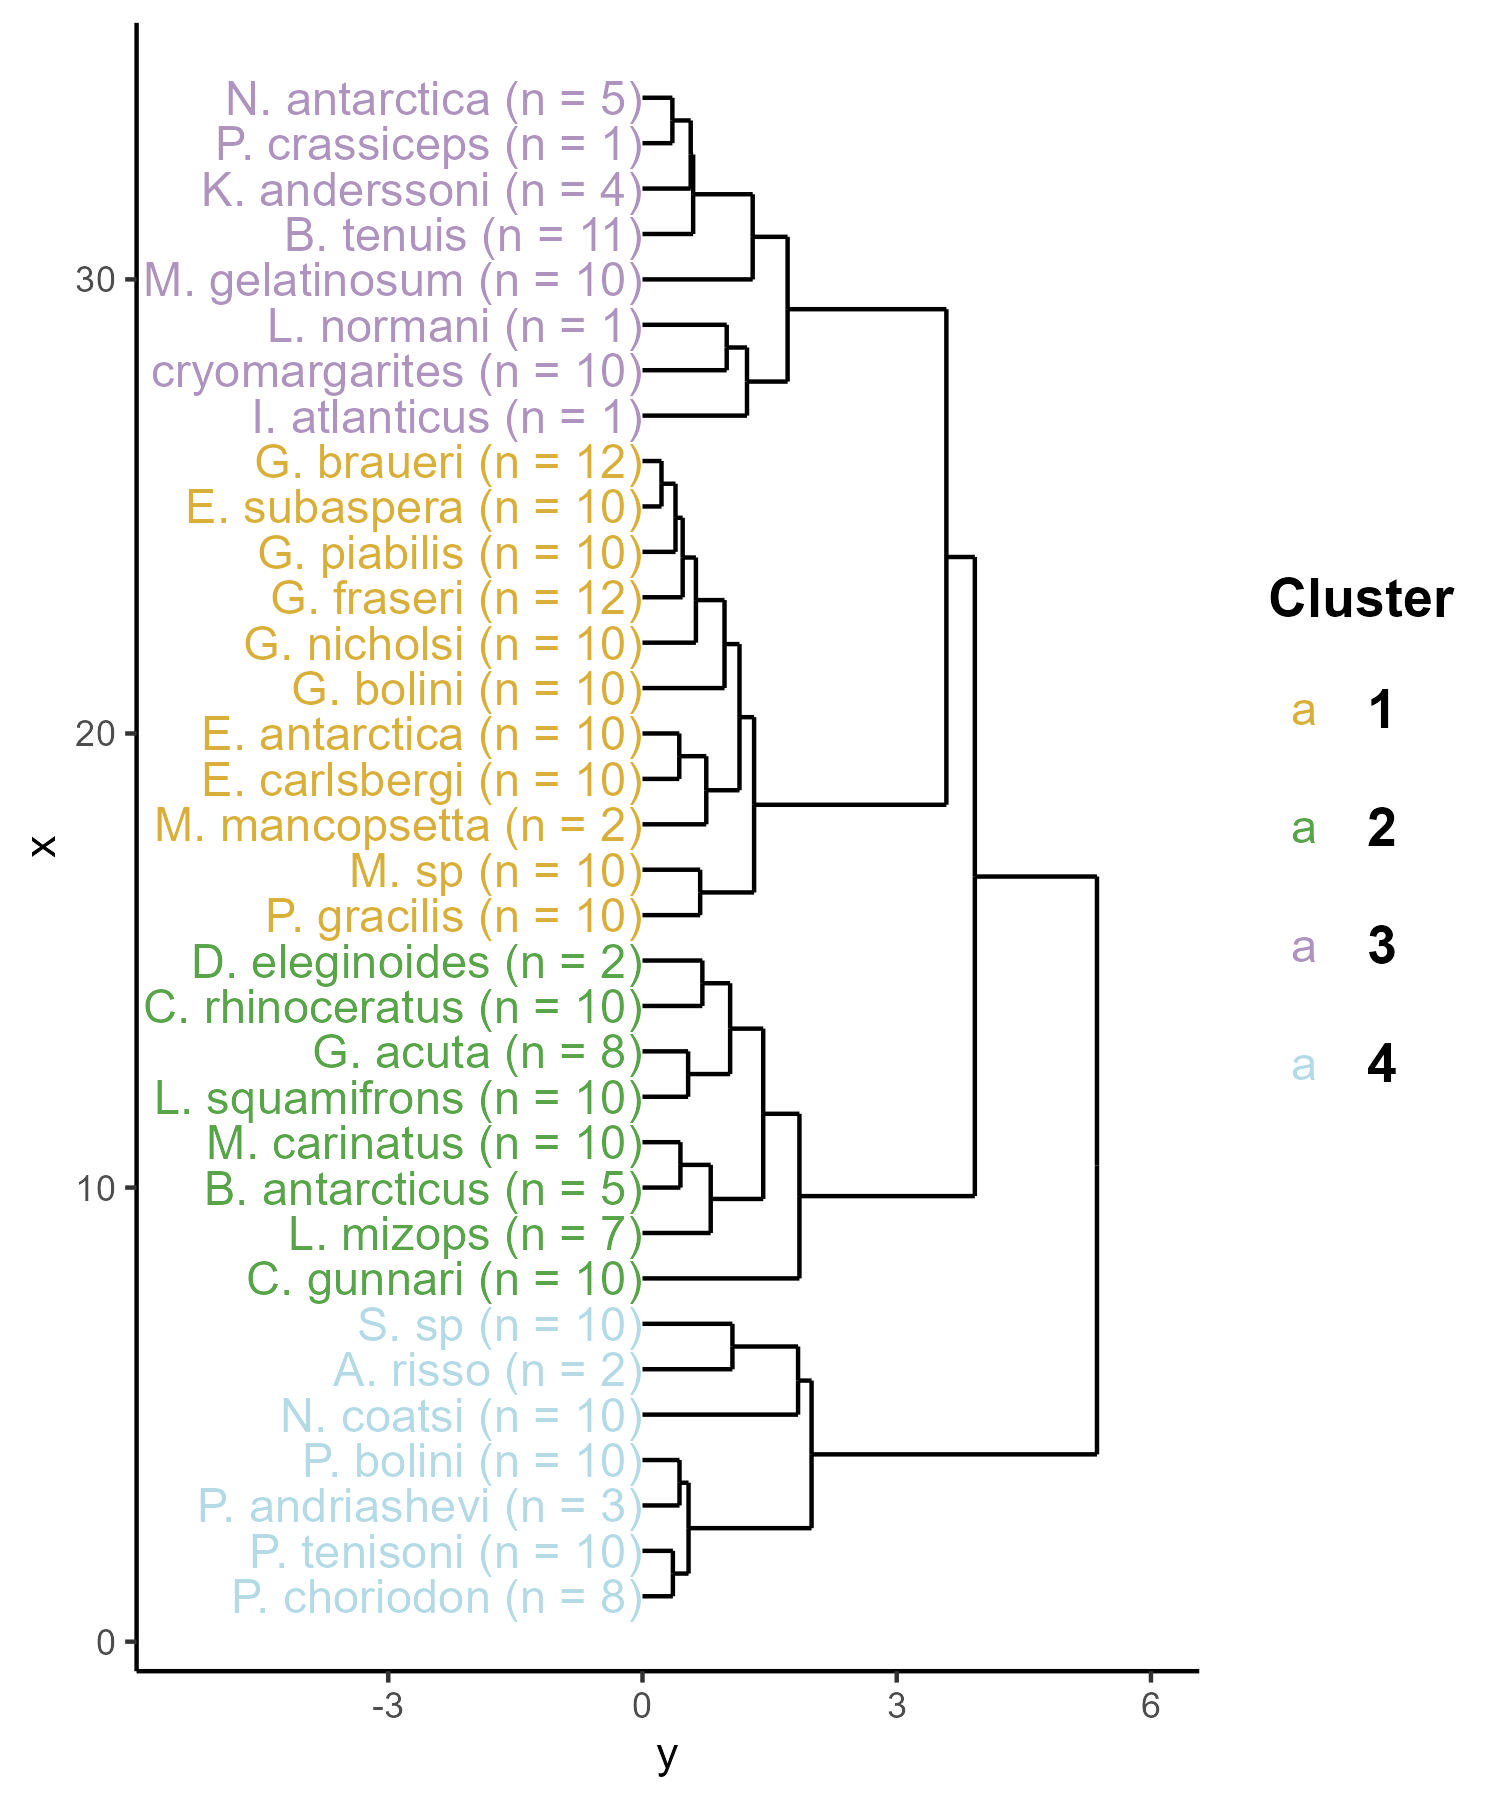 N. antarctica (n = 5)
P. crassiceps (n = 1)
K. anderssoni (n = 4)
B. tenuis (n = 11)
30
M. gelatinosum (n = 10)
L. normani (n = 1)
cryomargarites (n = 10)
I. atlanticus (n = 1)
G. braueri (n = 12)
E. subaspera (n = 10)
G. piabilis (n = 10)
G. fraseri (n = 12)
G. nicholsi (n = 10)
G. bolini (n = 10)
20
E. antarctica (n = 10)
E. carlsbergi (n = 10)
M. mancopsetta (n = 2)
x
M. sp (n = 10)
P. gracilis (n = 10)
D. eleginoides (n = 2)
C. rhinoceratus (n = 10)
G. acuta (n = 8)
L. squamifrons (n = 10)
M. carinatus (n = 10)
10
B. antarcticus (n = 5)
L. mizops (n = 7)
C. gunnari (n = 10)
S. sp (n = 10)
A. risso (n = 2)
N. coatsi (n = 10)
P. bolini (n = 10)
P. andriashevi (n = 3)
P. tenisoni (n = 10)
P. choriodon (n = 8)
0
-3 0 3 6
y
Cluster
a 1
a 2
a 3
a 4